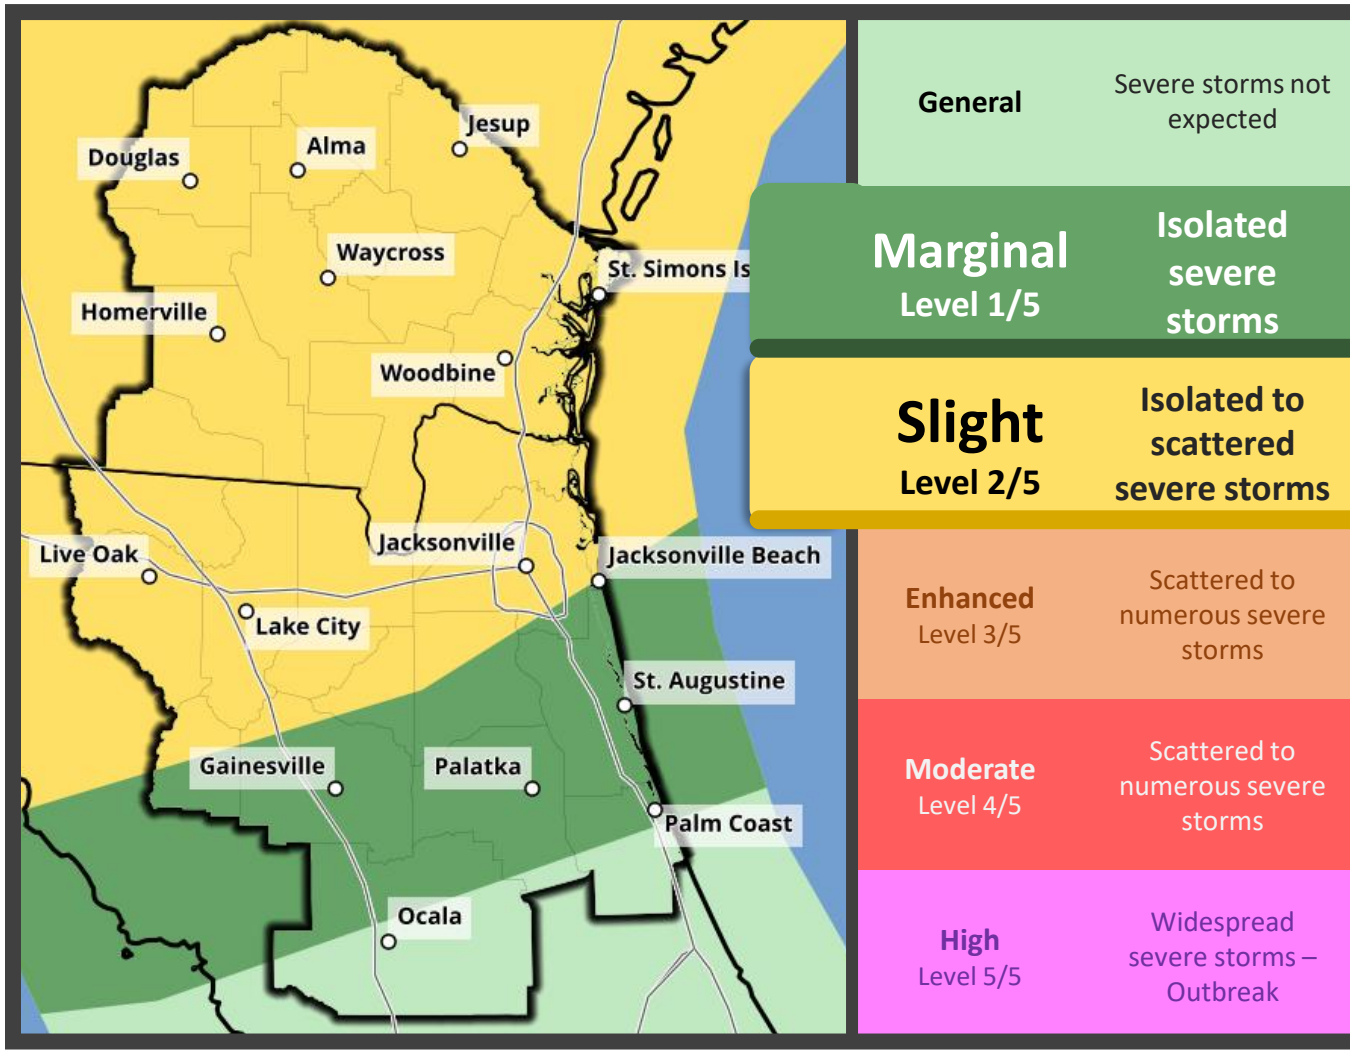 Jesup
Alma
Douglas
Waycross
St. Simons Is
Homerville
Woodbine
Jacksonville
Live Oak
Jacksonville Beach
Lake City
St. Augustine
Gainesville
Palatka
Palm Coast
Ocala
General
Severe storms not
expected
Marginal
Level 1/5
Isolated
severe
storms
Slight
Level 2/5
Isolated to
scattered
severe storms
Enhanced
Level 3/5
Scattered to
numerous severe
storms
Moderate
Level 4/5
Scattered to
numerous severe
storms
High
Level 5/5
Widespread
severe storms –
Outbreak